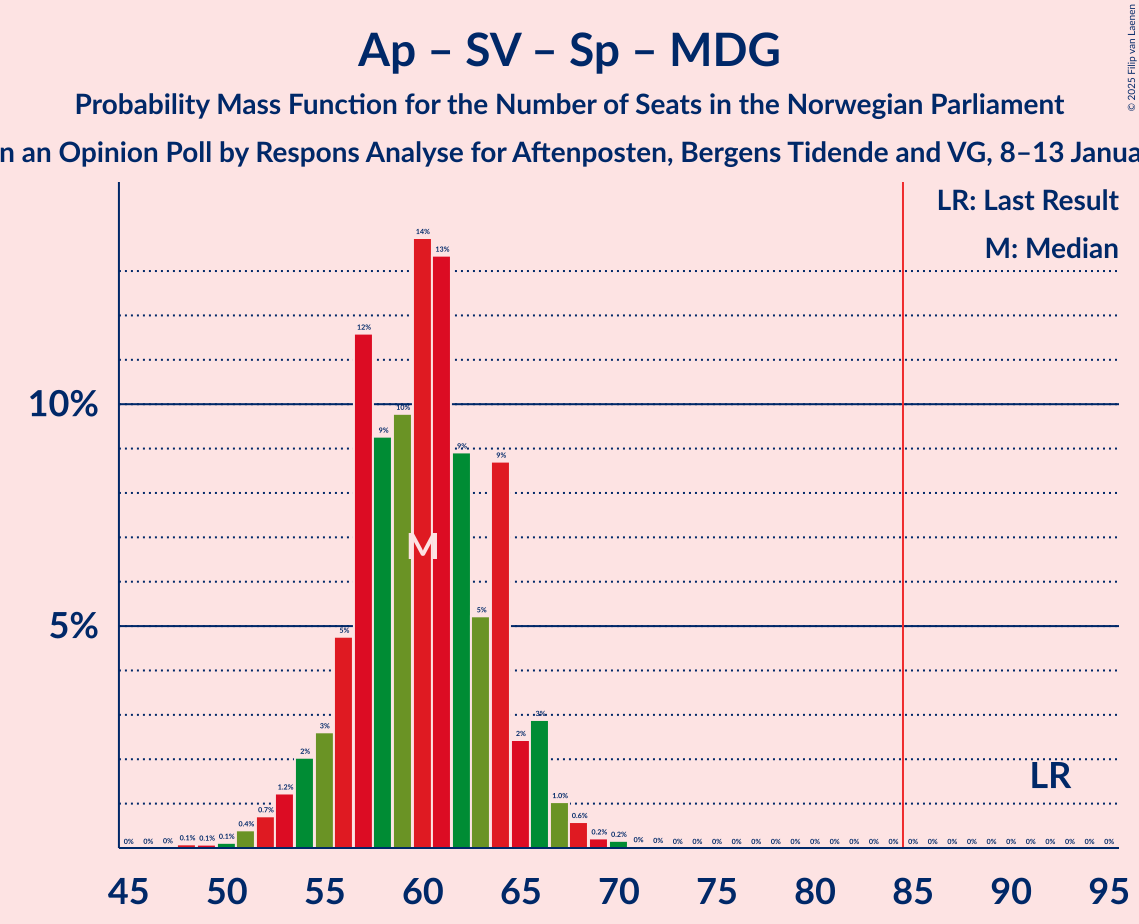 Ap – SV – Sp – MDG
Probability Mass Function for the Number of Seats in the Norwegian Parliament
n an Opinion Poll by Respons Analyse for Aftenposten, Bergens Tidende and VG, 8–13 Janua
© 2025 Filip van Laenen
LR: Last Result
M: Median
10%
5%
0% 0% 0% 0.1% 0.1% 0.1% 0.4% 0.7% 1.2% 2% 3% 5% 12% 9% 10% 14% 13% 9% 5% 9% 2% 3% 1.0% 0.6% 0.2% 0.2% 0% 0% 0% 0% 0% 0% 0% 0% 0% 0% 0% 0% 0% 0% 0% 0% 0% 0% 0% 0% 0% 0% 0% 0% 0%
M
LR
45 50 55 60 65 70 75 80 85 90 95